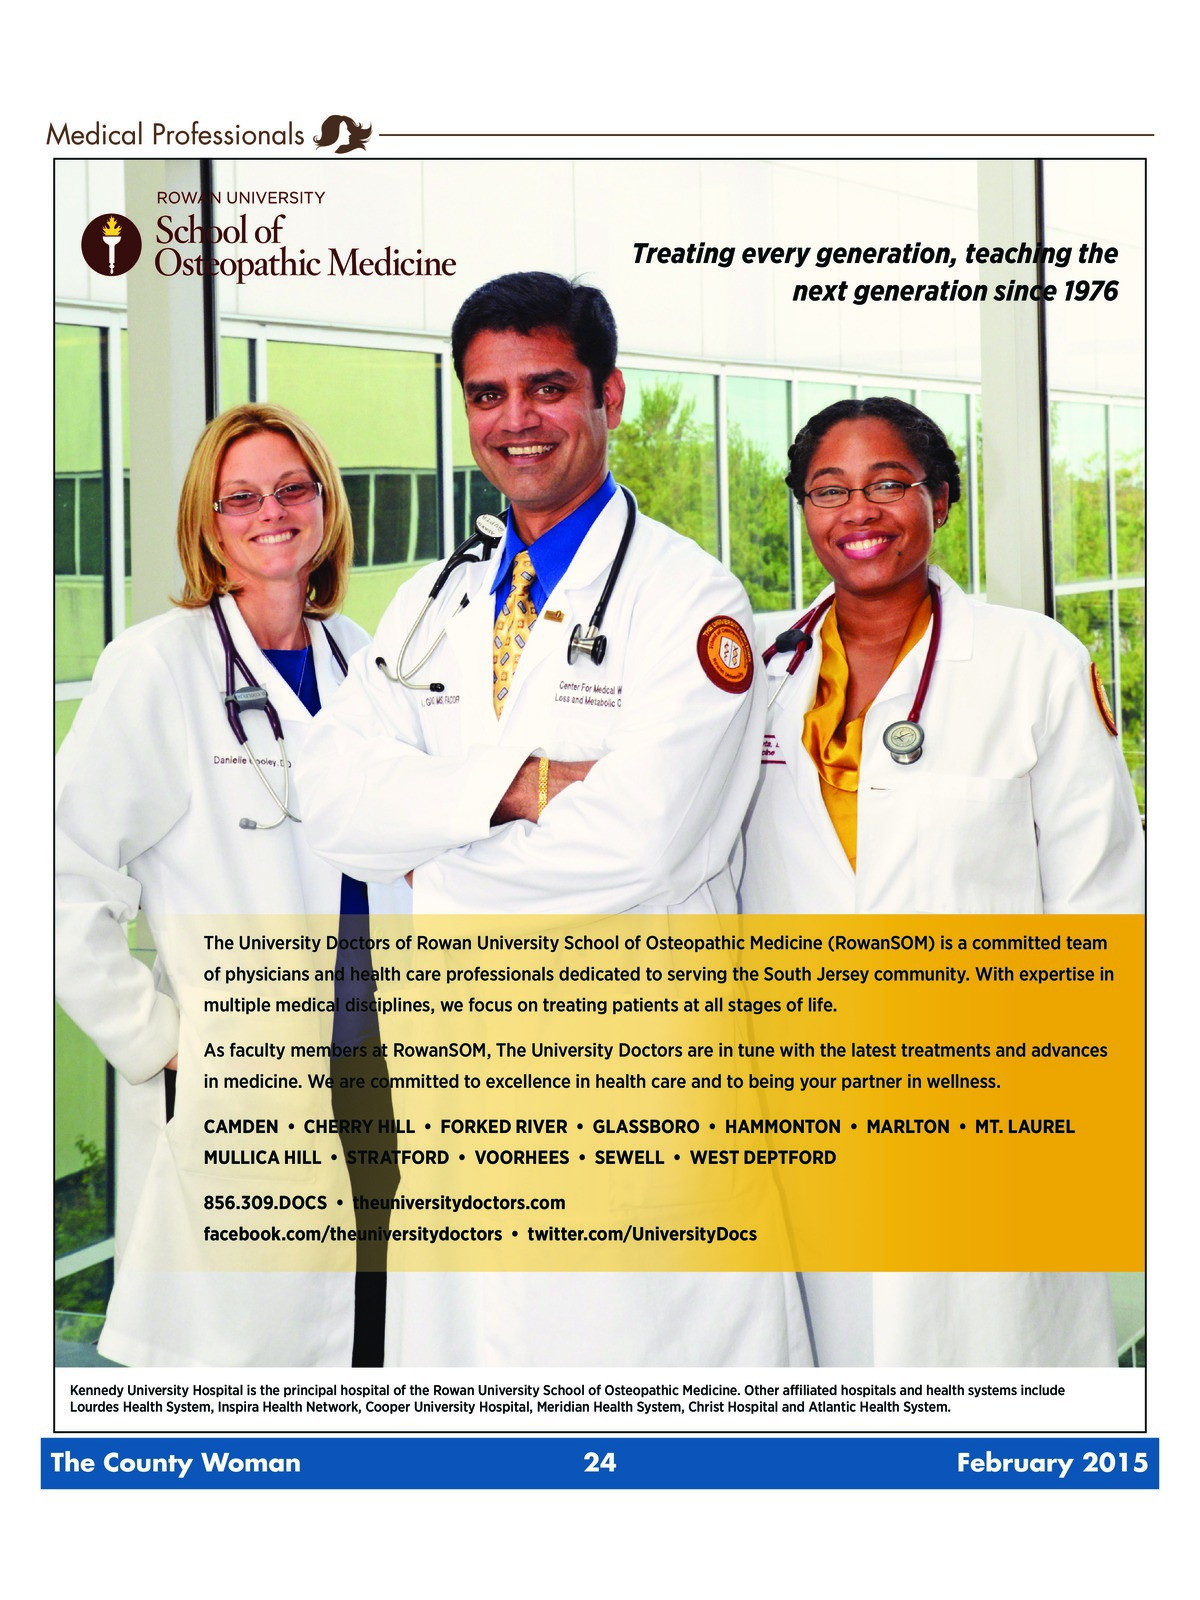 Medical Professionals
ROWAN UNIVERSITY
School of
Osteopathic Medicine
Treating every generation, teaching the
next generation since 1976
Danielle Cooley, DO
Center For Medical W
Loss and Metabolic C
The University Doctors of Rowan University School of Osteopathic Medicine (RowanSOM) is a committed team
of physicians and health care professionals dedicated to serving the South Jersey community. With expertise in
multiple medical disciplines, we focus on treating patients at all stages of life.
As faculty members at RowanSOM, The University Doctors are in tune with the latest treatments and advances
in medicine. We are committed to excellence in health care and to being your partner in wellness.
CAMDEN • CHERRY HILL • FORKED RIVER • GLASSBORO • HAMMONTON • MARLTON • MT. LAUREL
MULLICA HILL • STRATFORD • VOORHEES • SEWELL • WEST DEPTFORD
856.309.DOCS • theuniversitydoctors.com
facebook.com/theuniversitydoctors • twitter.com/UniversityDocs
Kennedy University Hospital is the principal hospital of the Rowan University School of Osteopathic Medicine. Other affiliated hospitals and health systems include
Lourdes Health System, Inspira Health Network, Cooper University Hospital, Meridian Health System, Christ Hospital and Atlantic Health System.
The County Woman 24 February 2015